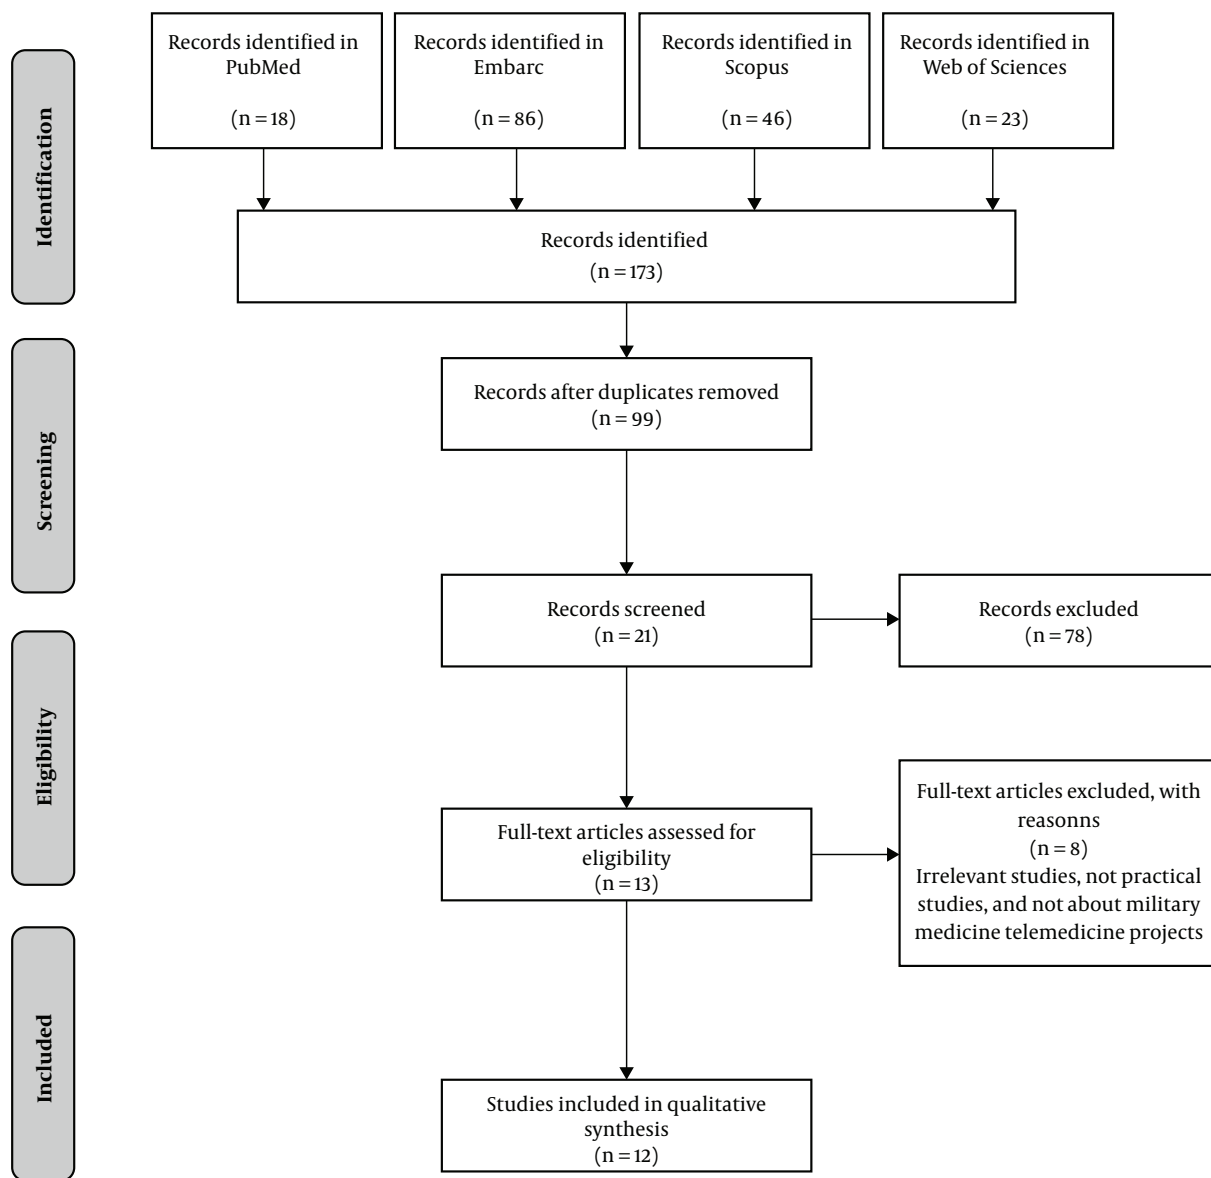 Identification
Records identified in
PubMed
(n = 18)
Records identified in
Embarc
(n = 86)
Records identified in
Scopus
(n = 46)
Records identified in
Web of Sciences
(n = 23)
Records identified
(n = 173)
Screening
Records after duplicates removed
(n = 99)
Records screened
(n = 21)
Records excluded
(n = 78)
Eligibility
Full-text articles assessed for
eligibility
(n = 13)
Full-text articles excluded, with
reasonns
(n = 8)
Irrelevant studies, not practical
studies, and not about military
medicine telemedicine projects
Included
Studies included in qualitative
synthesis
(n = 12)